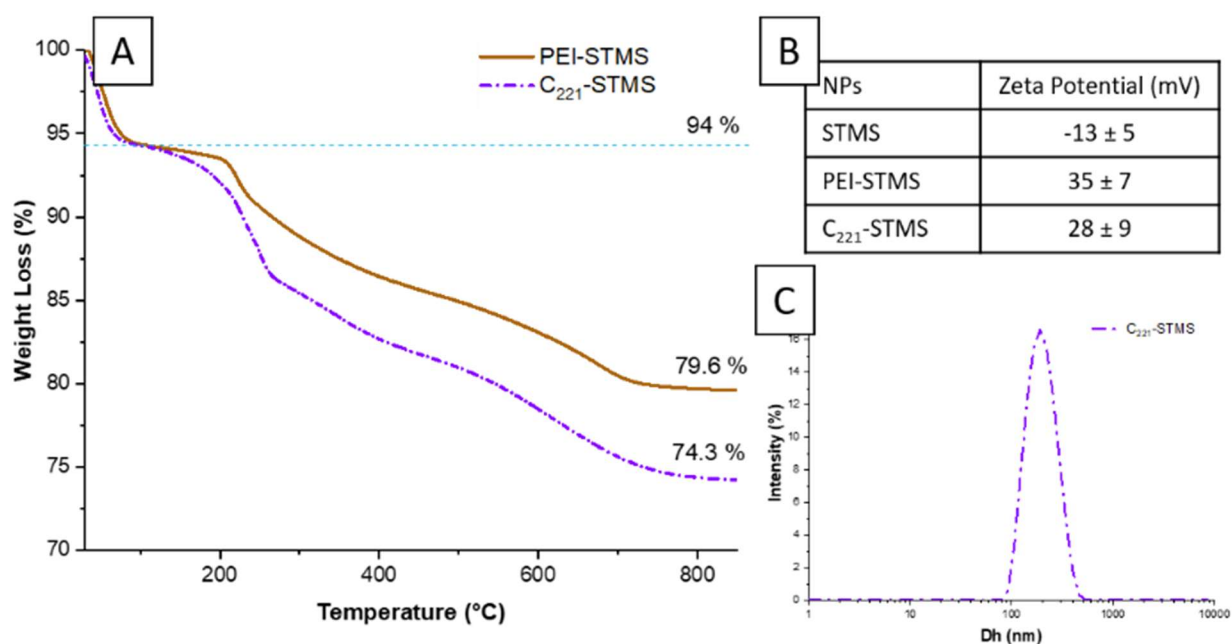 A
PEI-STMS
C₂₂₁-STMS
94 %
79.6 %
74.3 %
100
95
90
85
80
75
70
Weight Loss (%)
200
400
600
800
Temperature (°C)
B
NPs Zeta Potential (mV)
STMS -13 ± 5
PEI-STMS 35 ± 7
C₂₂₁-STMS 28 ± 9
C
C₂₂₁-STMS
16
14
12
10
8
6
4
2
0
Intensity (%)
1
10
100
1000
10000
Dh (nm)